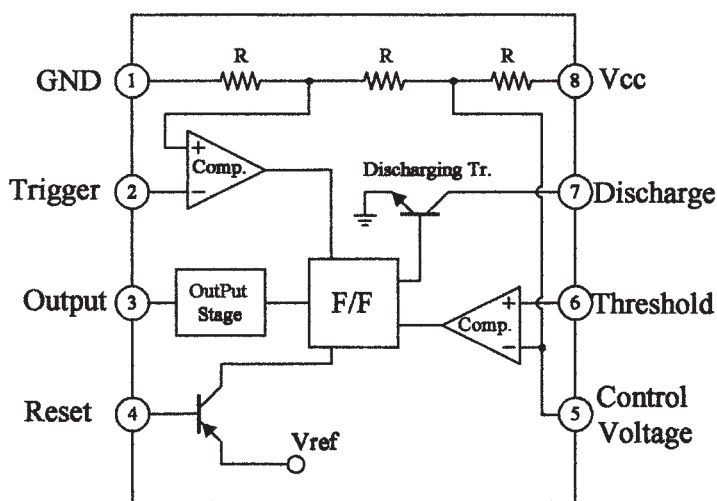 R R R
GND 1 8 Vcc
+
Comp.
−
Trigger 2
Discharging Tr.
7 Discharge
Output 3
OutPut
Stage
F/F
+
Comp.
−
6 Threshold
Reset 4
Vref
5 Control
Voltage